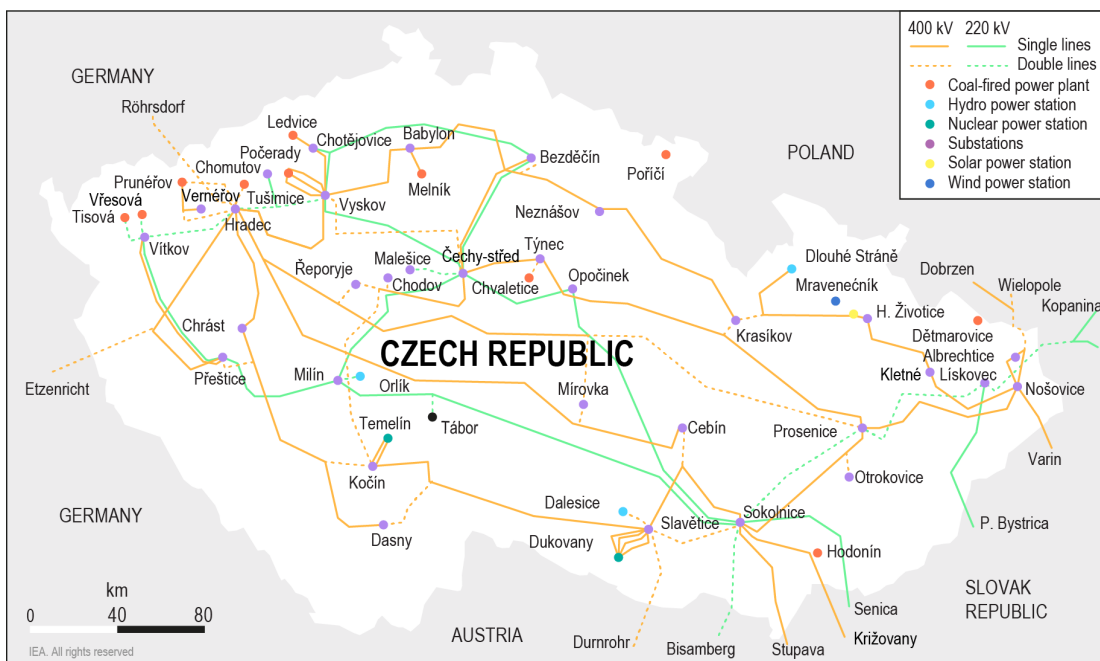 400 kV 220 kV
Single lines
Double lines
Coal-fired power plant
Hydro power station
Nuclear power station
Substations
Solar power station
Wind power station
GERMANY
Röhrsdorf
Ledvice
Chotějovice
Babylon
Počerady
Chomutov
Bezděčín
POLAND
Poříčí
Prunéřov
Vernéřov
Tušimice
Melník
Vřesová
Tisová
Hradec
Vyskov
Neznášov
Vítkov
Malešice
Čechy-střed
Týnec
Řeporyje
Chodov
Chvaletice
Opočinek
Dlouhé Stráně
Mravenečník
Dobrzen
Wielopole
Kopanina
Chrást
Krasíkov
H. Životice
Dětmarovice
Albrechtice
CZECH REPUBLIC
Přeštice
Milín
Orlík
Mírovka
Kletné
Lískovec
Nošovice
Etzenricht
Temelín
Tábor
Cebín
Prosenice
Varin
Kočín
Otrokovice
GERMANY
Dalesice
Sokolnice
P. Bystrica
Dasny
Dukovany
Slavětice
Hodonín
km
0 40 80
SLOVAK
REPUBLIC
Senica
AUSTRIA
Durnrohr
Bisamberg
Stupava
Križovany
IEA. All rights reserved